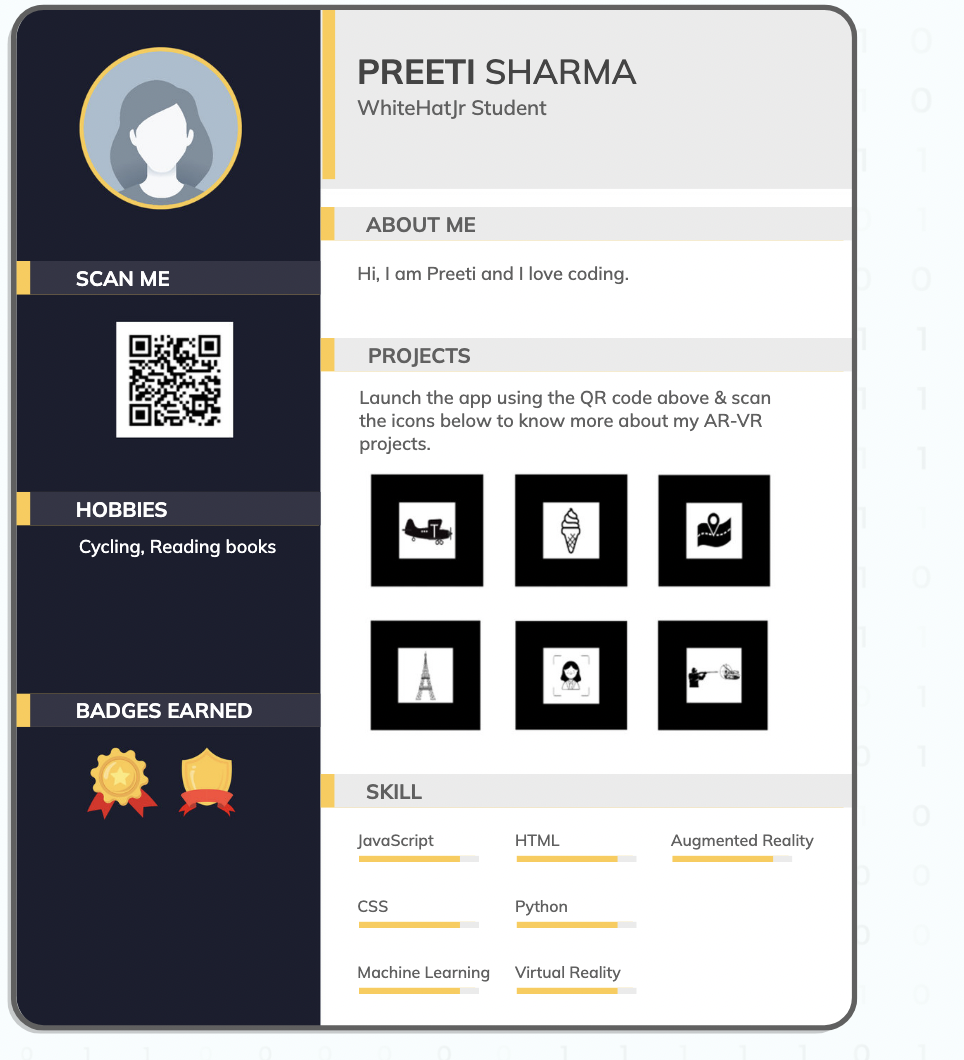 PREETI SHARMA
WhiteHatJr Student
ABOUT ME
Hi, I am Preeti and I love coding.
SCAN ME
PROJECTS
Launch the app using the QR code above & scan
the icons below to know more about my AR-VR
projects.
HOBBIES
Cycling, Reading books
BADGES EARNED
SKILL
JavaScript
HTML
Augmented Reality
CSS
Python
Machine Learning
Virtual Reality